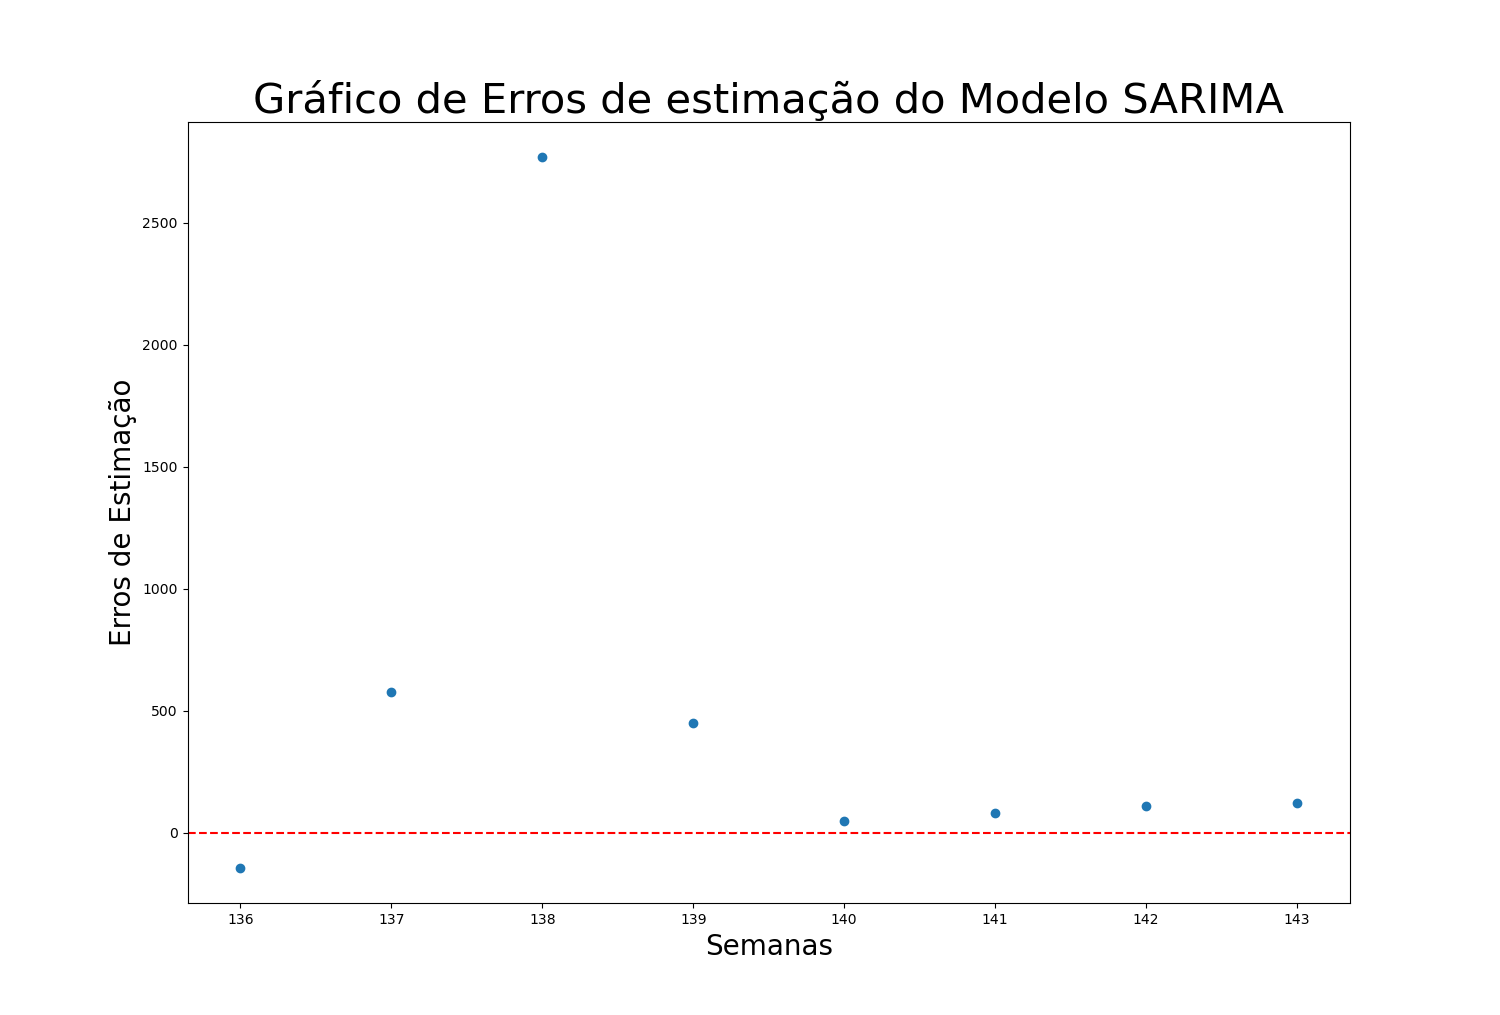 Gráfico de Erros de estimação do Modelo SARIMA
Erros de Estimação
2500
2000
1500
1000
500
0
136 137 138 139 140 141 142 143
Semanas